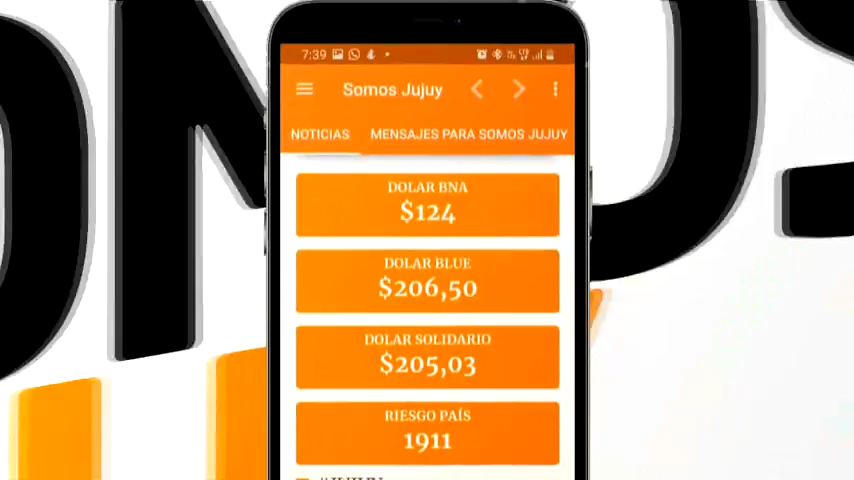 7:39
Somos Jujuy
NOTICIAS MENSAJES PARA SOMOS JUJUY
DOLAR BNA
$124
DOLAR BLUE
$206,50
DOLAR SOLIDARIO
$205,03
RIESGO PAÍS
1911